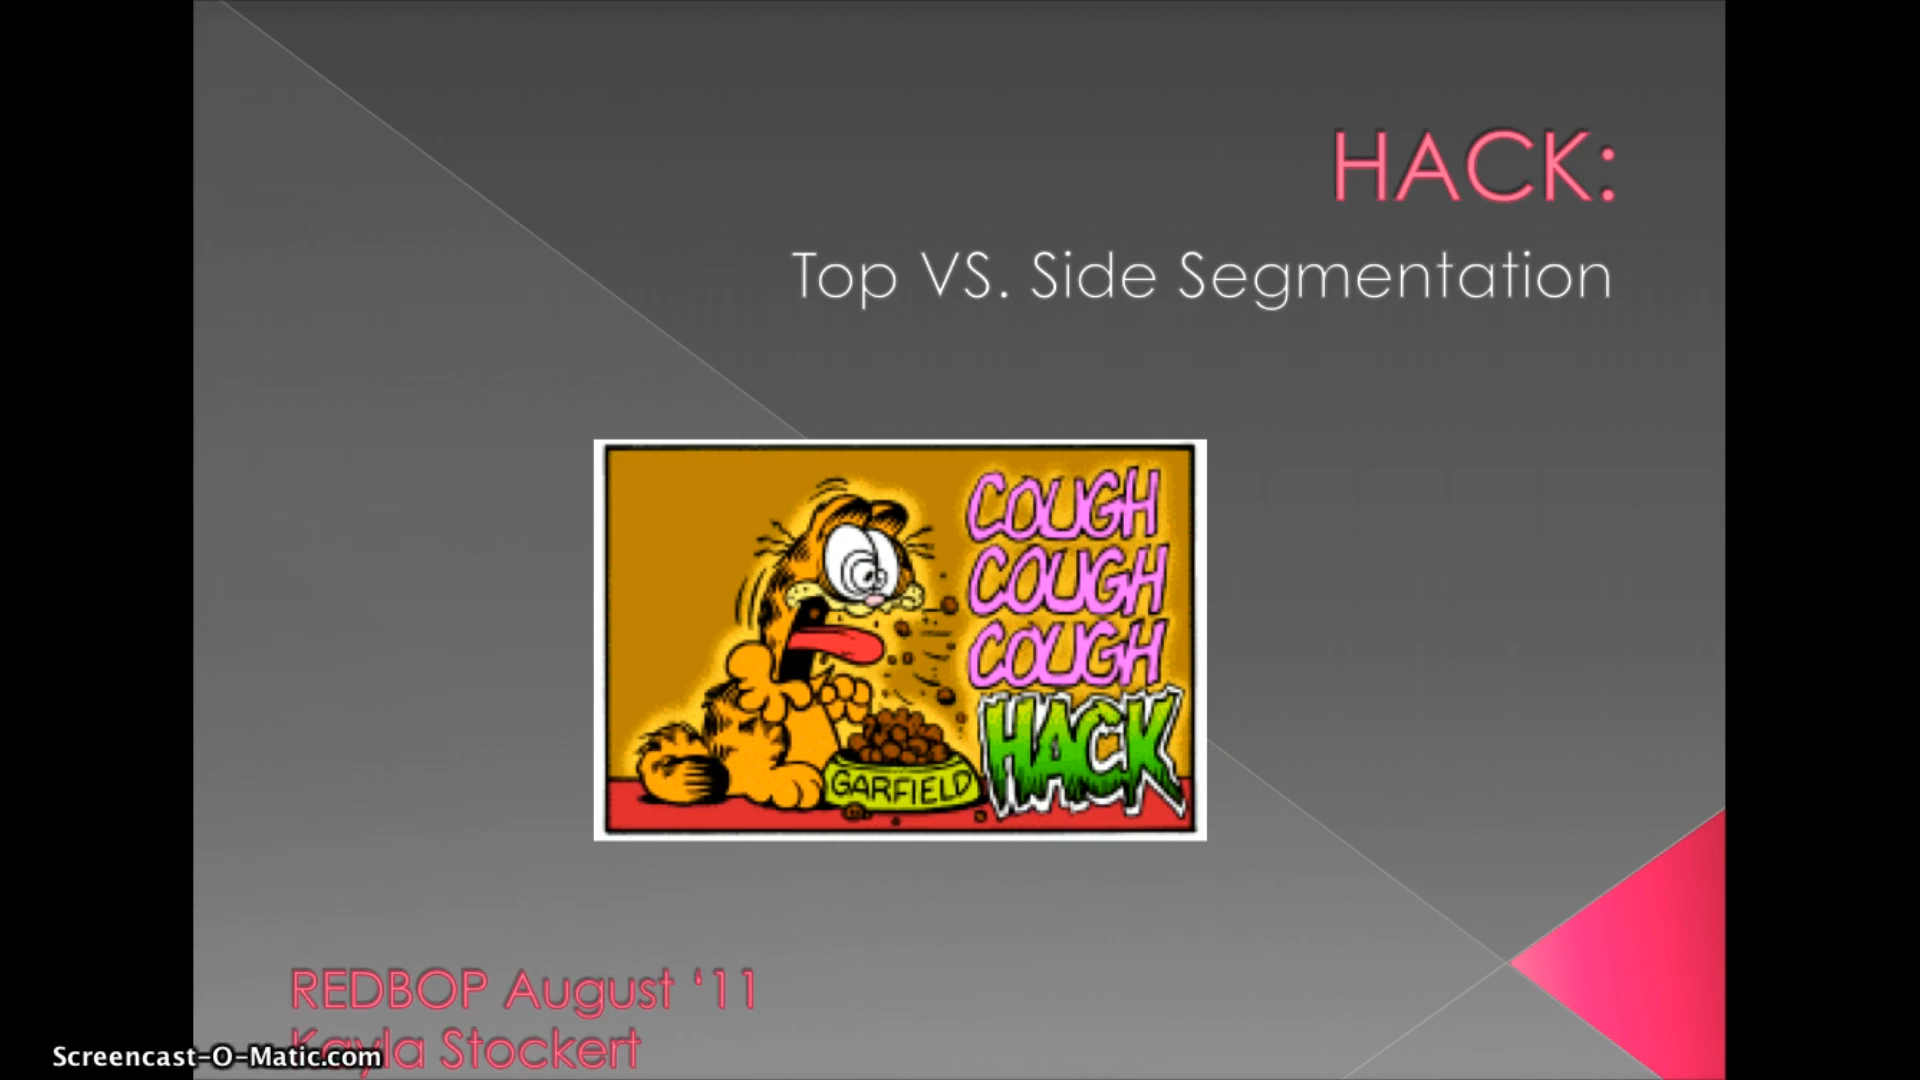 HACK:
Top VS. Side Segmentation
COUGH
COUGH
COUGH
HACK
GARFIELD
REDBOP August ‘11
Kayla Stockert
Screencast-O-Matic.com